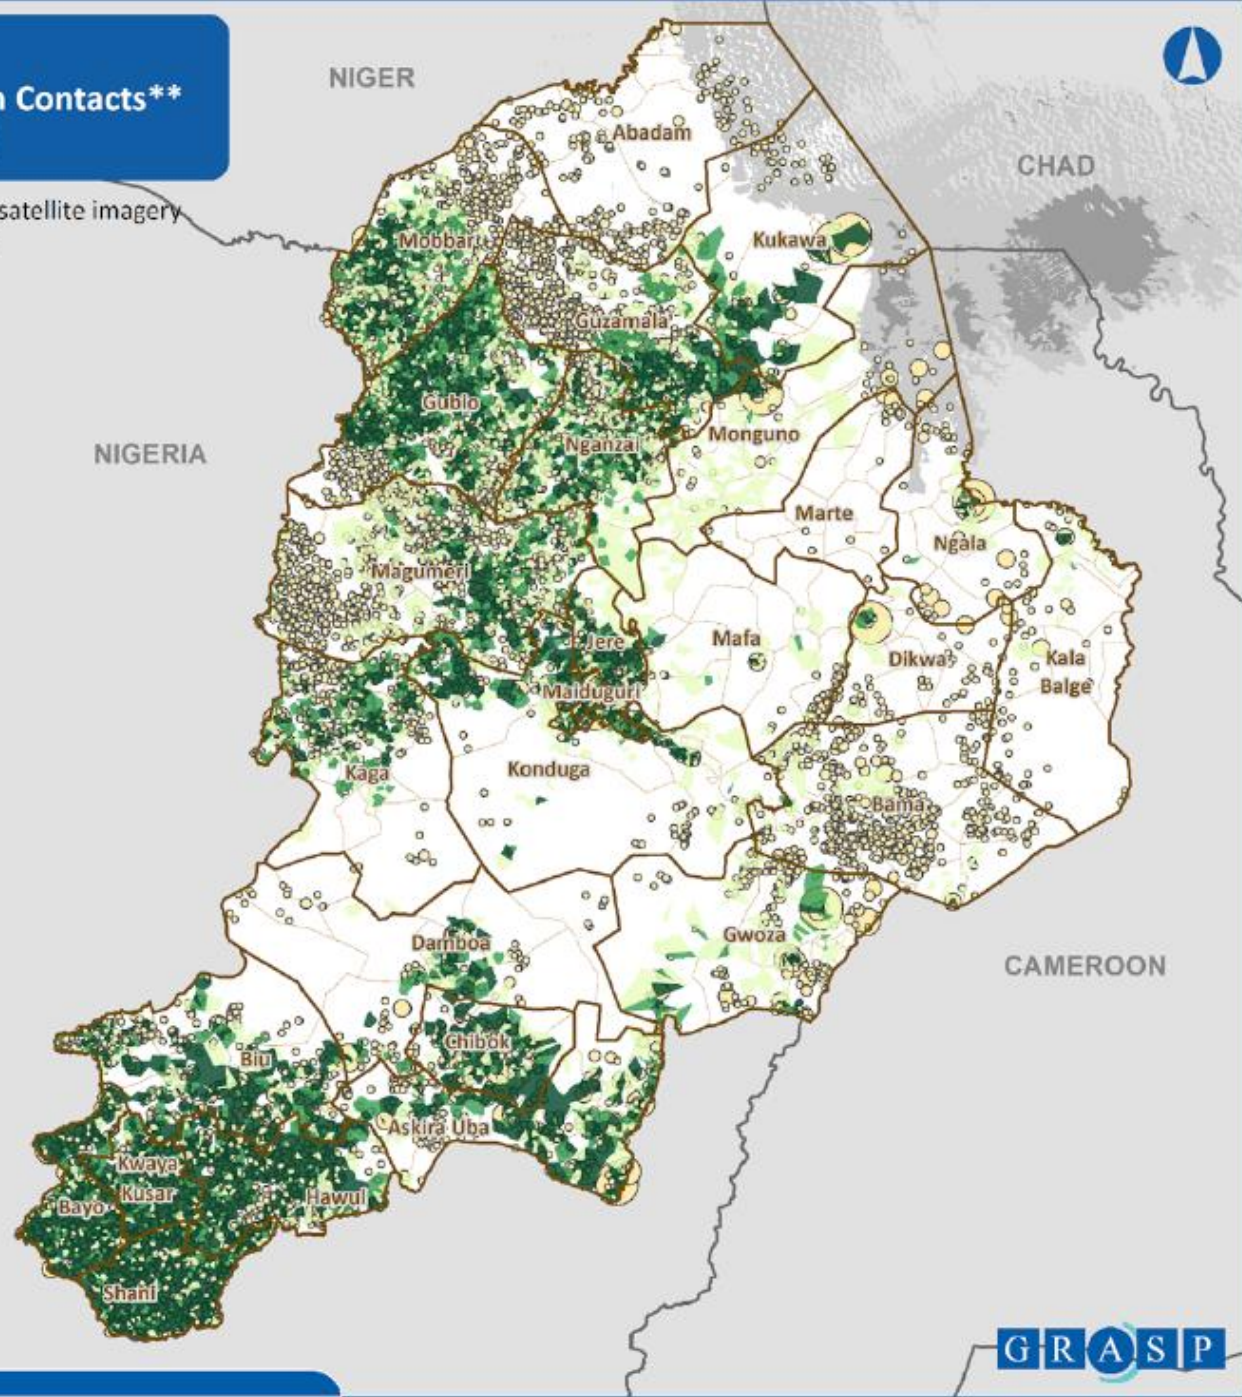 NIGER
n Contacts**
Abadam
CHAD
satellite imagery
Mobbar
Kukawa
Guzamala
Gubio
NIGERIA
Nganzai
Monguno
Marte
Ngala
Magumeri
Jere
Mafa
Dikwa
Kala
Balge
Maiduguri
Kaga
Konduga
Bama
Damboa
Gwoza
CAMEROON
Chibok
Biu
Askira Uba
Kwaya
Kusar
Hawul
Bayo
Shani
GRASP